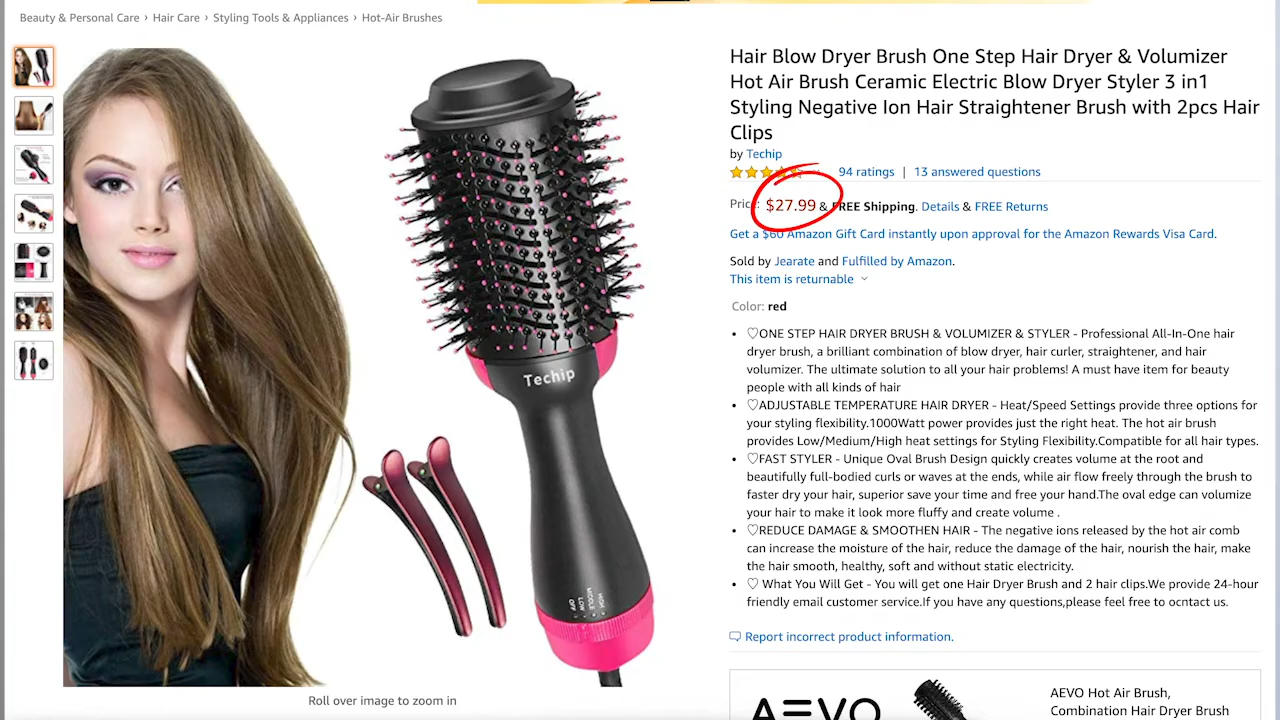 Beauty & Personal Care › Hair Care › Styling Tools & Appliances › Hot-Air Brushes
Hair Blow Dryer Brush One Step Hair Dryer & Volumizer
Hot Air Brush Ceramic Electric Blow Dryer Styler 3 in1
Styling Negative Ion Hair Straightener Brush with 2pcs Hair
Clips
by Techip
94 ratings | 13 answered questions
Price: $27.99 & FREE Shipping. Details & FREE Returns
Get a $60 Amazon Gift Card instantly upon approval for the Amazon Rewards Visa Card.
Sold by Jearate and Fulfilled by Amazon.
This item is returnable
Color: red
• ♡ONE STEP HAIR DRYER BRUSH & VOLUMIZER & STYLER - Professional All-In-One hair
dryer brush, a brilliant combination of blow dryer, hair curler, straightener, and hair
volumizer. The ultimate solution to all your hair problems! A must have item for beauty
people with all kinds of hair
• ♡ADJUSTABLE TEMPERATURE HAIR DRYER - Heat/Speed Settings provide three options for
your styling flexibility.1000Watt power provides just the right heat. The hot air brush
provides Low/Medium/High heat settings for Styling Flexibility.Compatible for all hair types.
• ♡FAST STYLER - Unique Oval Brush Design quickly creates volume at the root and
beautifully full-bodied curls or waves at the ends, while air flow freely through the brush to
faster dry your hair, superior save your time and free your hand.The oval edge can volumize
your hair to make it look more fluffy and create volume .
• ♡REDUCE DAMAGE & SMOOTHEN HAIR - The negative ions released by the hot air comb
can increase the moisture of the hair, reduce the damage of the hair, nourish the hair, make
the hair smooth, healthy, soft and without static electricity.
• ♡ What You Will Get - You will get one Hair Dryer Brush and 2 hair clips.We provide 24-hour
friendly email customer service.If you have any questions,please feel free to ocntact us.
Report incorrect product information.
Techip
HIGH
MIDDLE
LOW
OFF
Roll over image to zoom in
AEVO
AEVO Hot Air Brush,
Combination Hair Dryer Brush